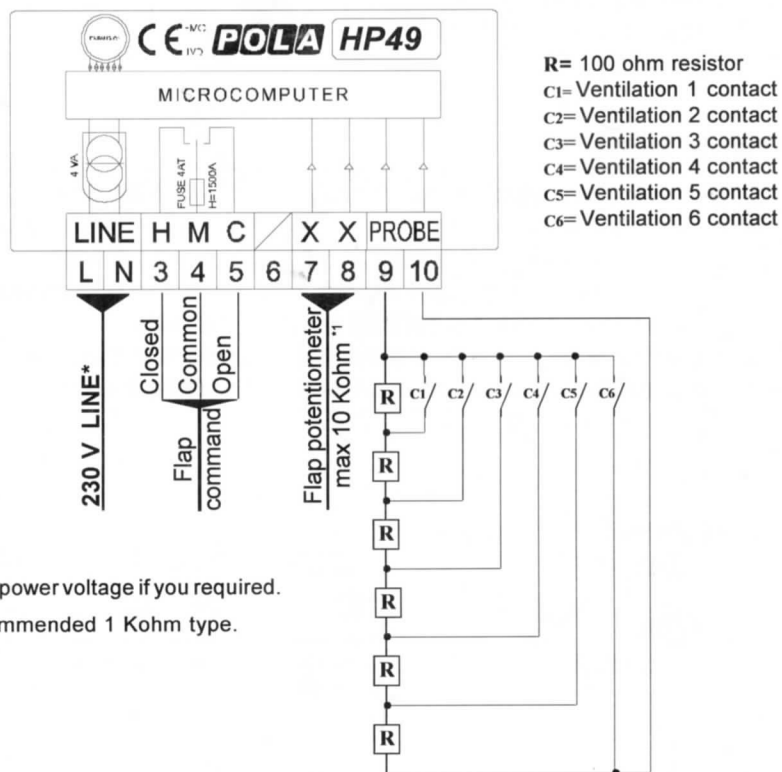 CE -MC IVD POLA HP49
MICROCOMPUTER
4 VA
FUSE 4AT
H=1500A
LINE H M C X X PROBE
L N 3 4 5 6 7 8 9 10
230 V LINE*
Closed
Common
Open
Flap
command
Flap potentiometer
max 10 Kohm *1
R= 100 ohm resistor
C1= Ventilation 1 contact
C2= Ventilation 2 contact
C3= Ventilation 3 contact
C4= Ventilation 4 contact
C5= Ventilation 5 contact
C6= Ventilation 6 contact
R C1 C2 C3 C4 C5 C6
R
R
R
R
R
power voltage if you required.
mmended 1 Kohm type.